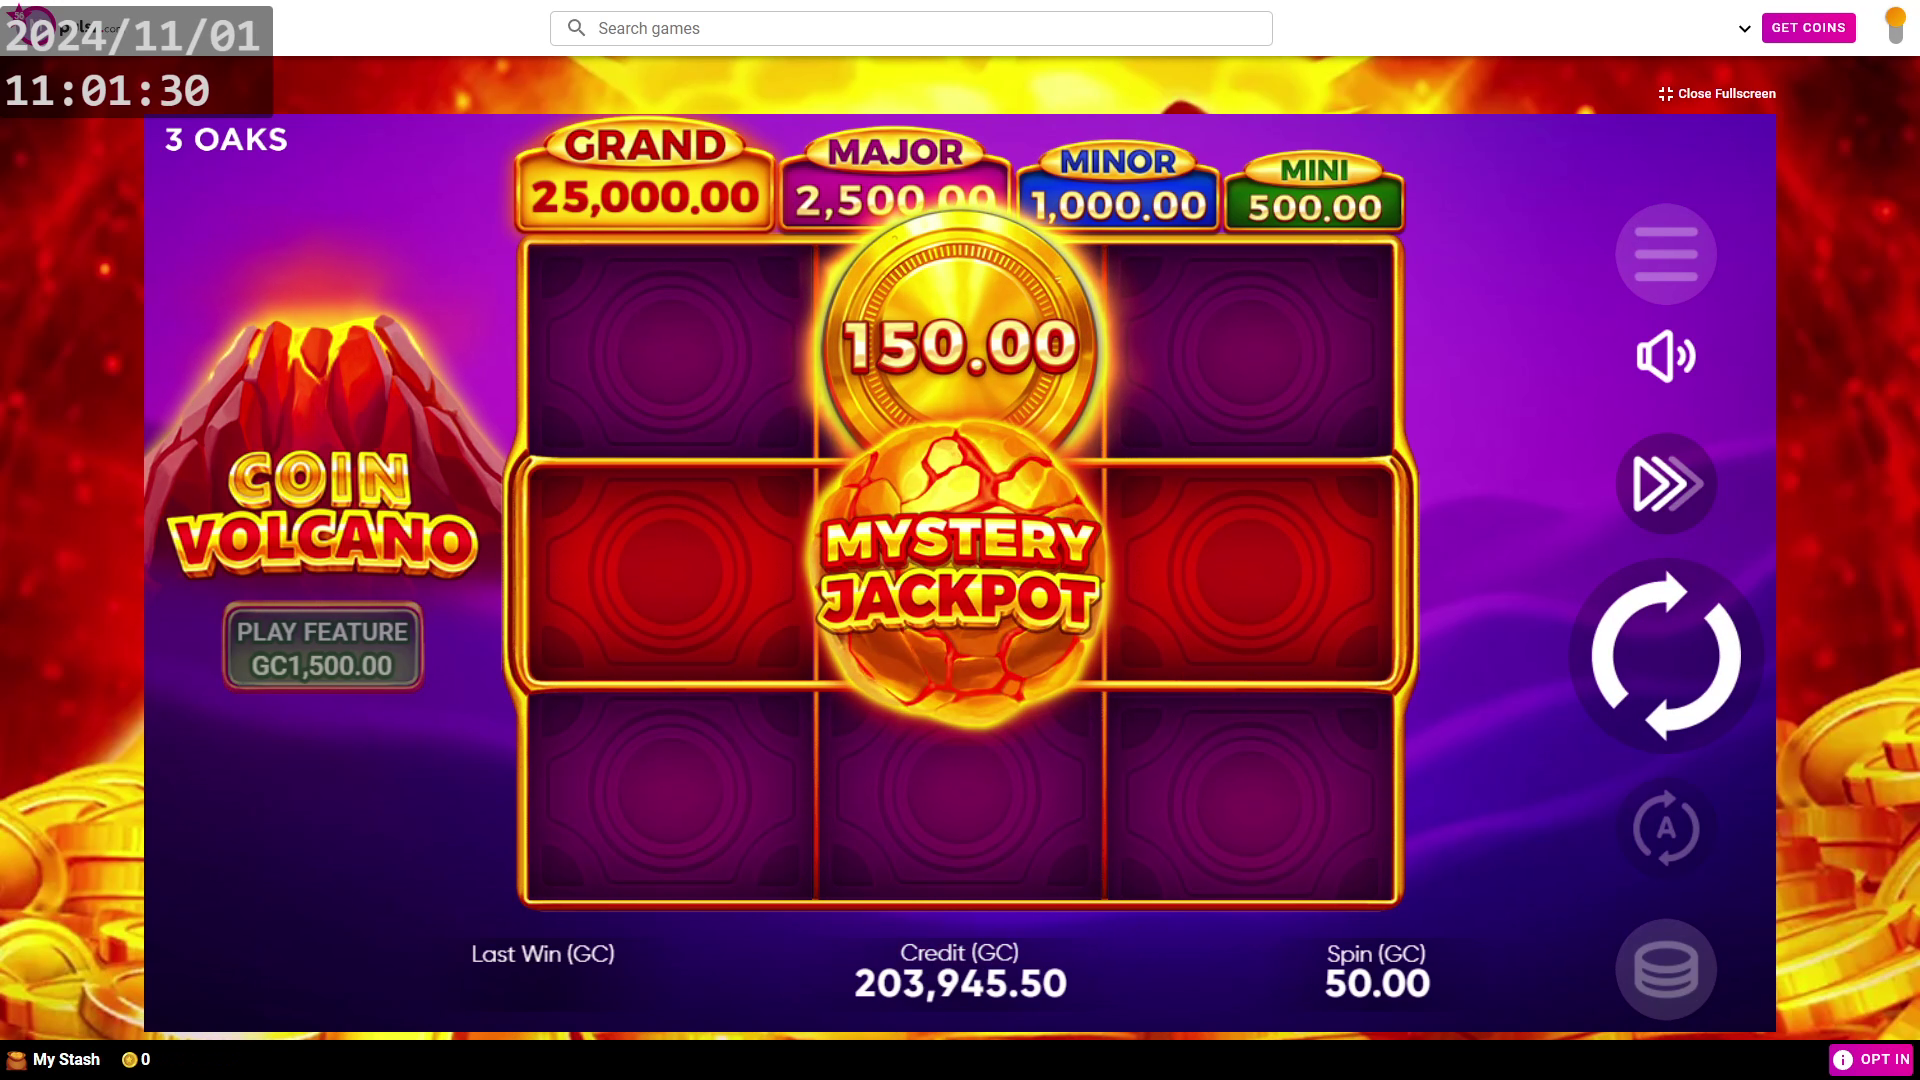 2024/11/01
11:01:30
Search games
GET COINS
Close Fullscreen
3 OAKS
GRAND
25,000.00
MAJOR
2,500.00
MINOR
1,000.00
MINI
500.00
150.00
MYSTERY
JACKPOT
COIN
VOLCANO
PLAY FEATURE
GC1,500.00
A
Last Win (GC)
Credit (GC)
203,945.50
Spin (GC)
50.00
My Stash
0
OPT IN